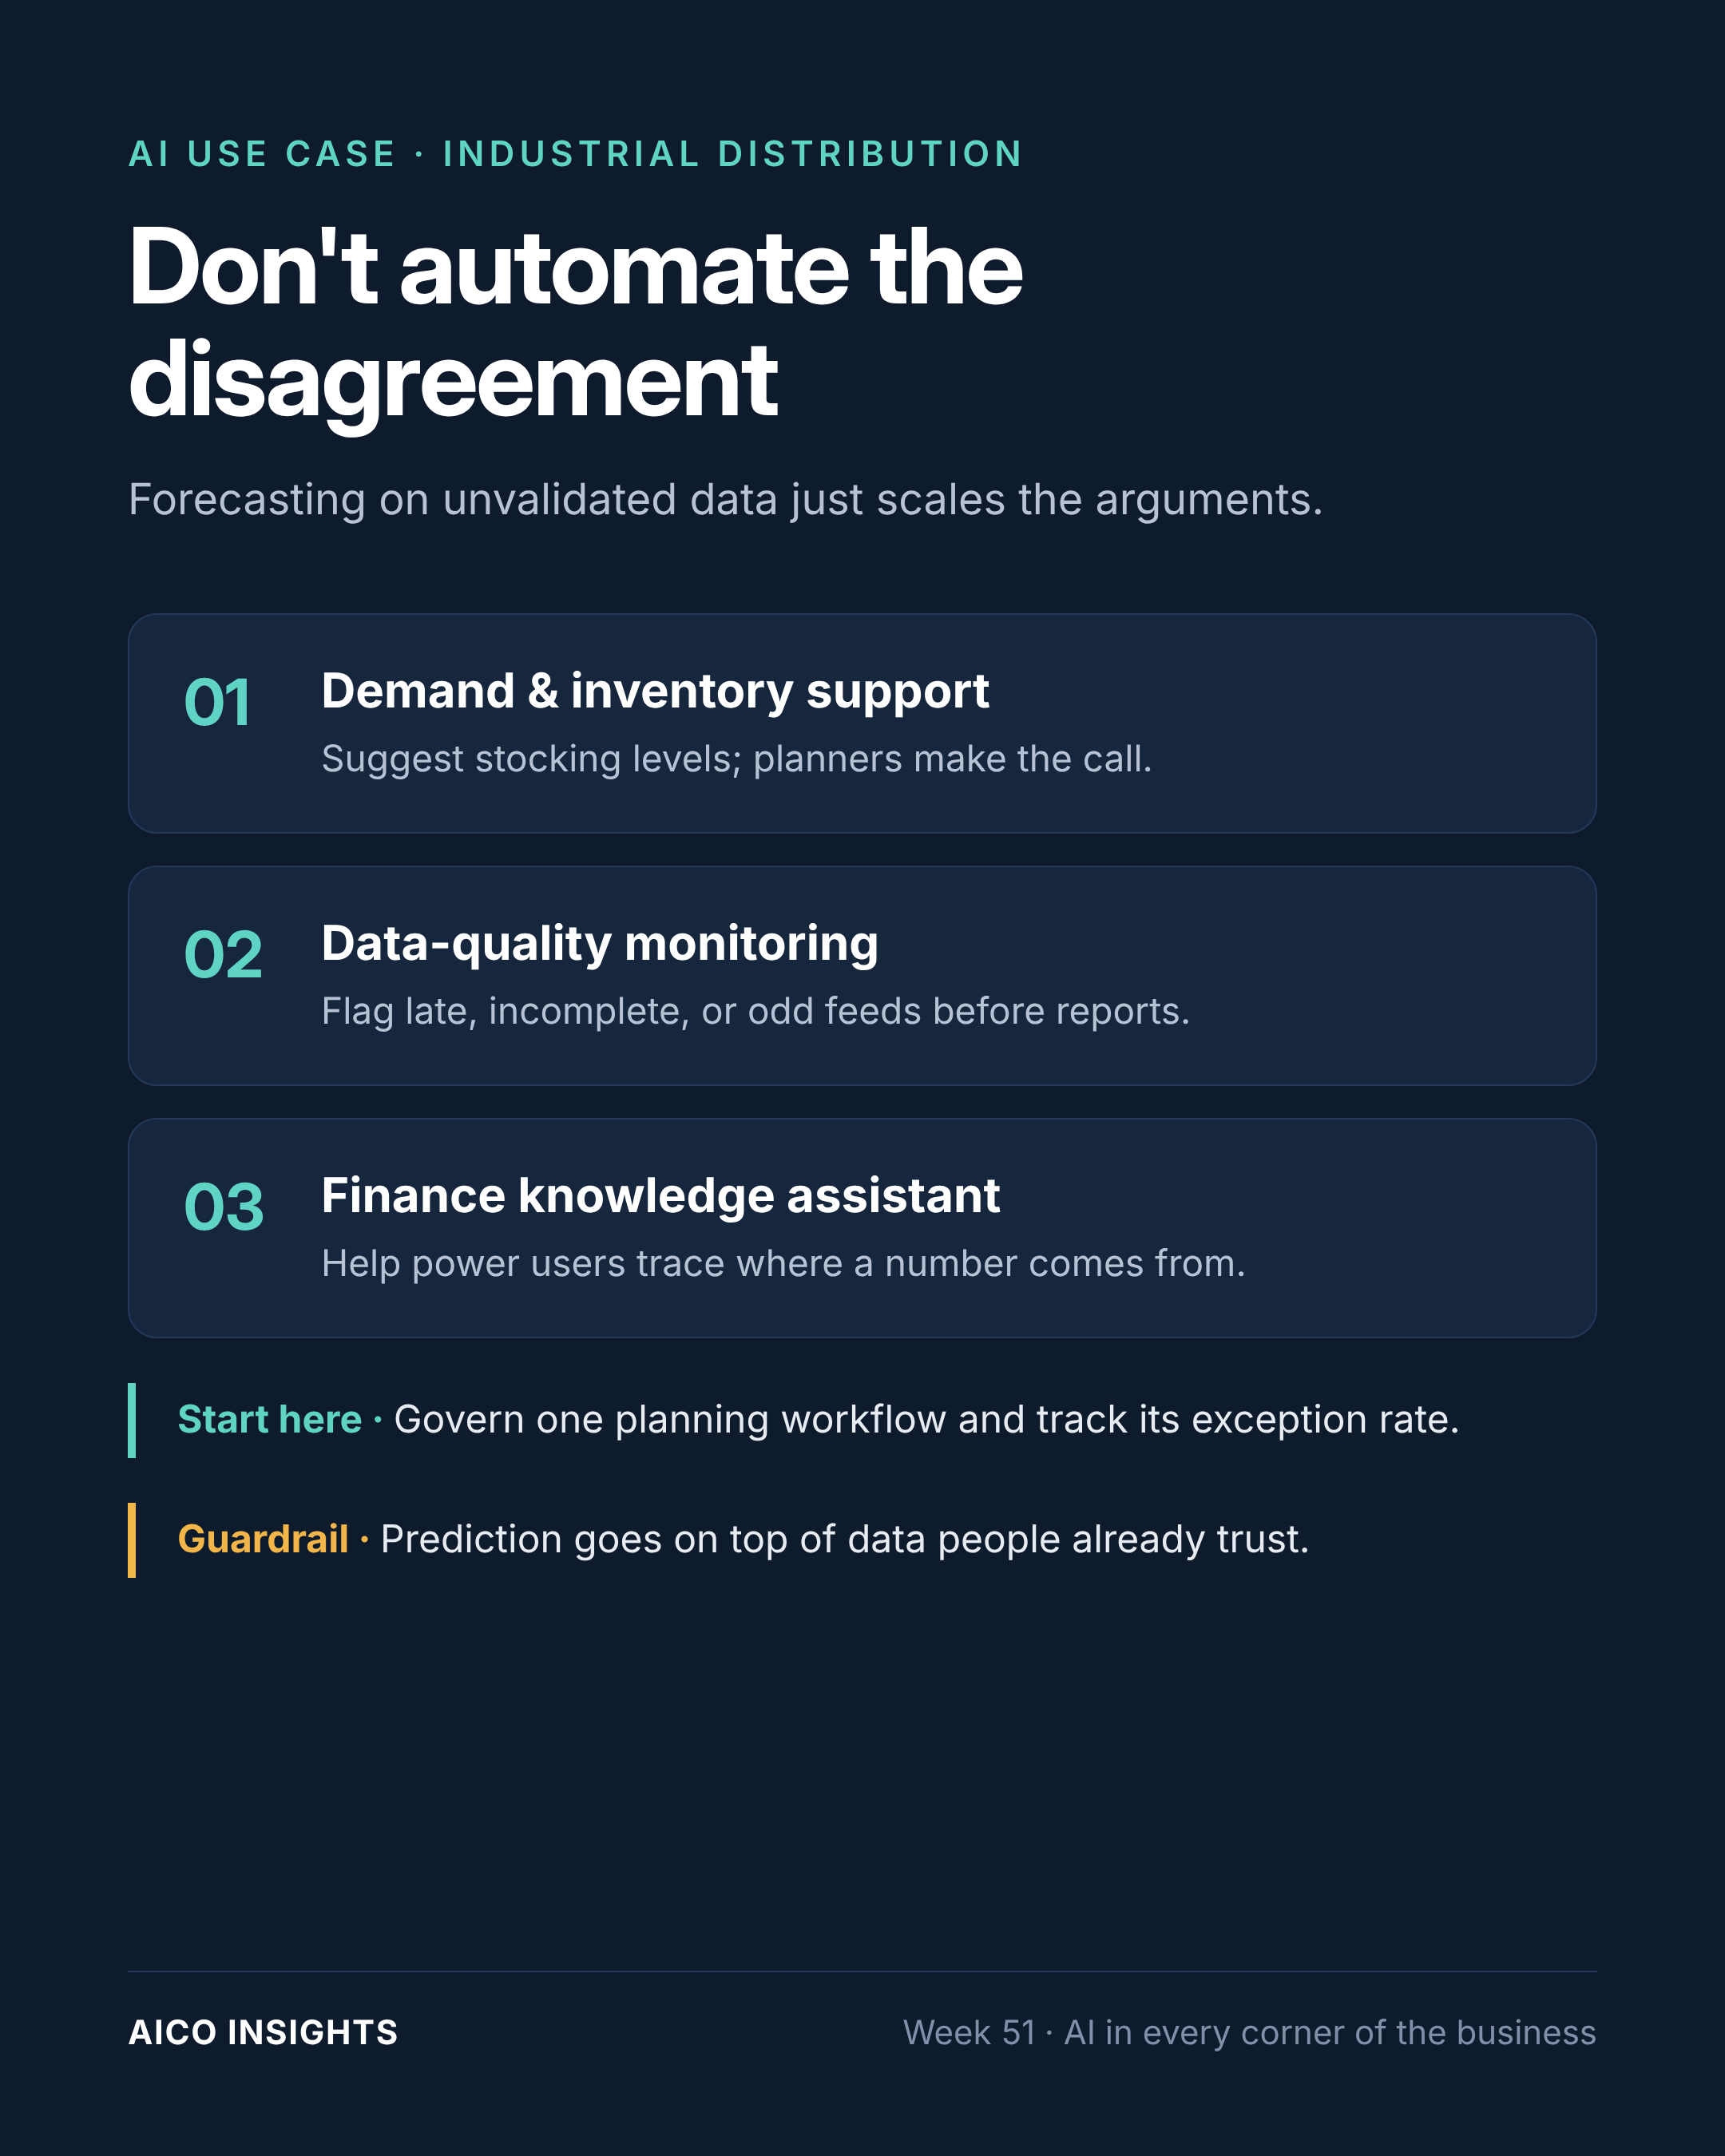 AI USE CASE · INDUSTRIAL DISTRIBUTION
Don't automate the
disagreement
Forecasting on unvalidated data just scales the arguments.
01
Demand & inventory support
Suggest stocking levels; planners make the call.
02
Data-quality monitoring
Flag late, incomplete, or odd feeds before reports.
03
Finance knowledge assistant
Help power users trace where a number comes from.
Start here · Govern one planning workflow and track its exception rate.
Guardrail · Prediction goes on top of data people already trust.
AICO INSIGHTS
Week 51 · AI in every corner of the business